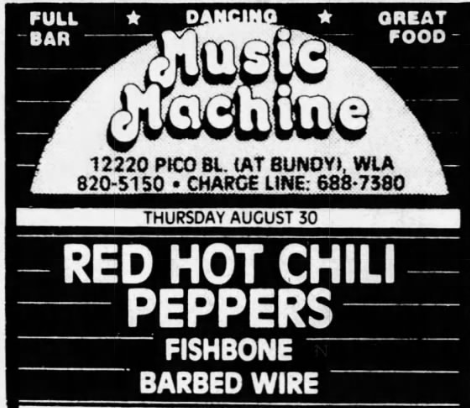 FULL ★ DANCING ★ GREAT
BAR FOOD
Music
Machine
12220 PICO BL. (AT BUNDY), WLA
820-5150 • CHARGE LINE: 688-7380
THURSDAY AUGUST 30
RED HOT CHILI
PEPPERS
FISHBONE
BARBED WIRE